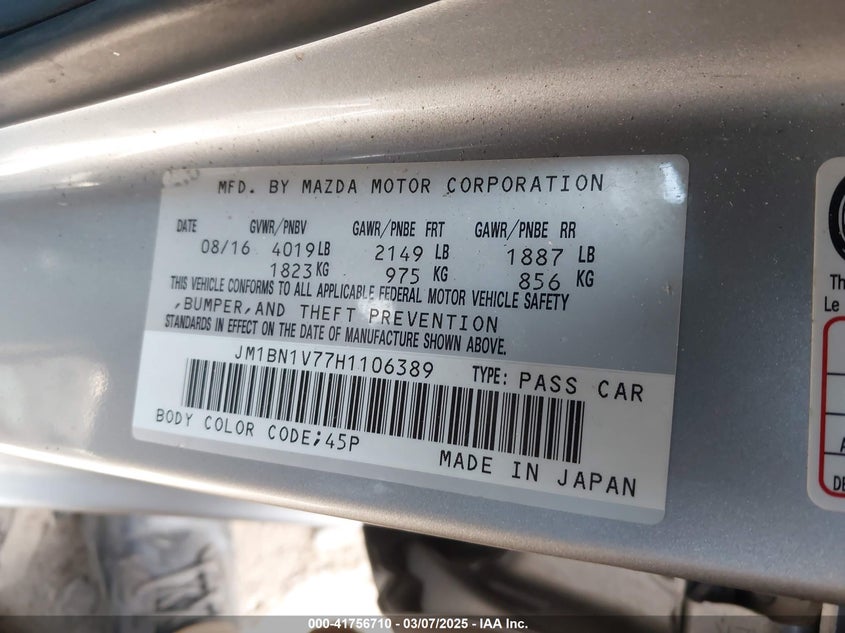 MFD. BY MAZDA MOTOR CORPORATION
DATE GVWR/PNBV GAWR/PNBE FRT GAWR/PNBE RR
08/16 4019LB 2149 LB 1887 LB
1823KG 975 KG 856 KG
THIS VEHICLE CONFORMS TO ALL APPLICABLE FEDERAL MOTOR VEHICLE SAFETY
,BUMPER,AND THEFT PREVENTION
STANDARDS IN EFFECT ON THE DATE OF MANUFACTURE SHOWN ABOVE.
JM1BN1V77H1106389 TYPE: PASS CAR
BODY COLOR CODE;45P
MADE IN JAPAN
Th
Le
A
DE
000-41756710 - 03/07/2025 - IAA Inc.